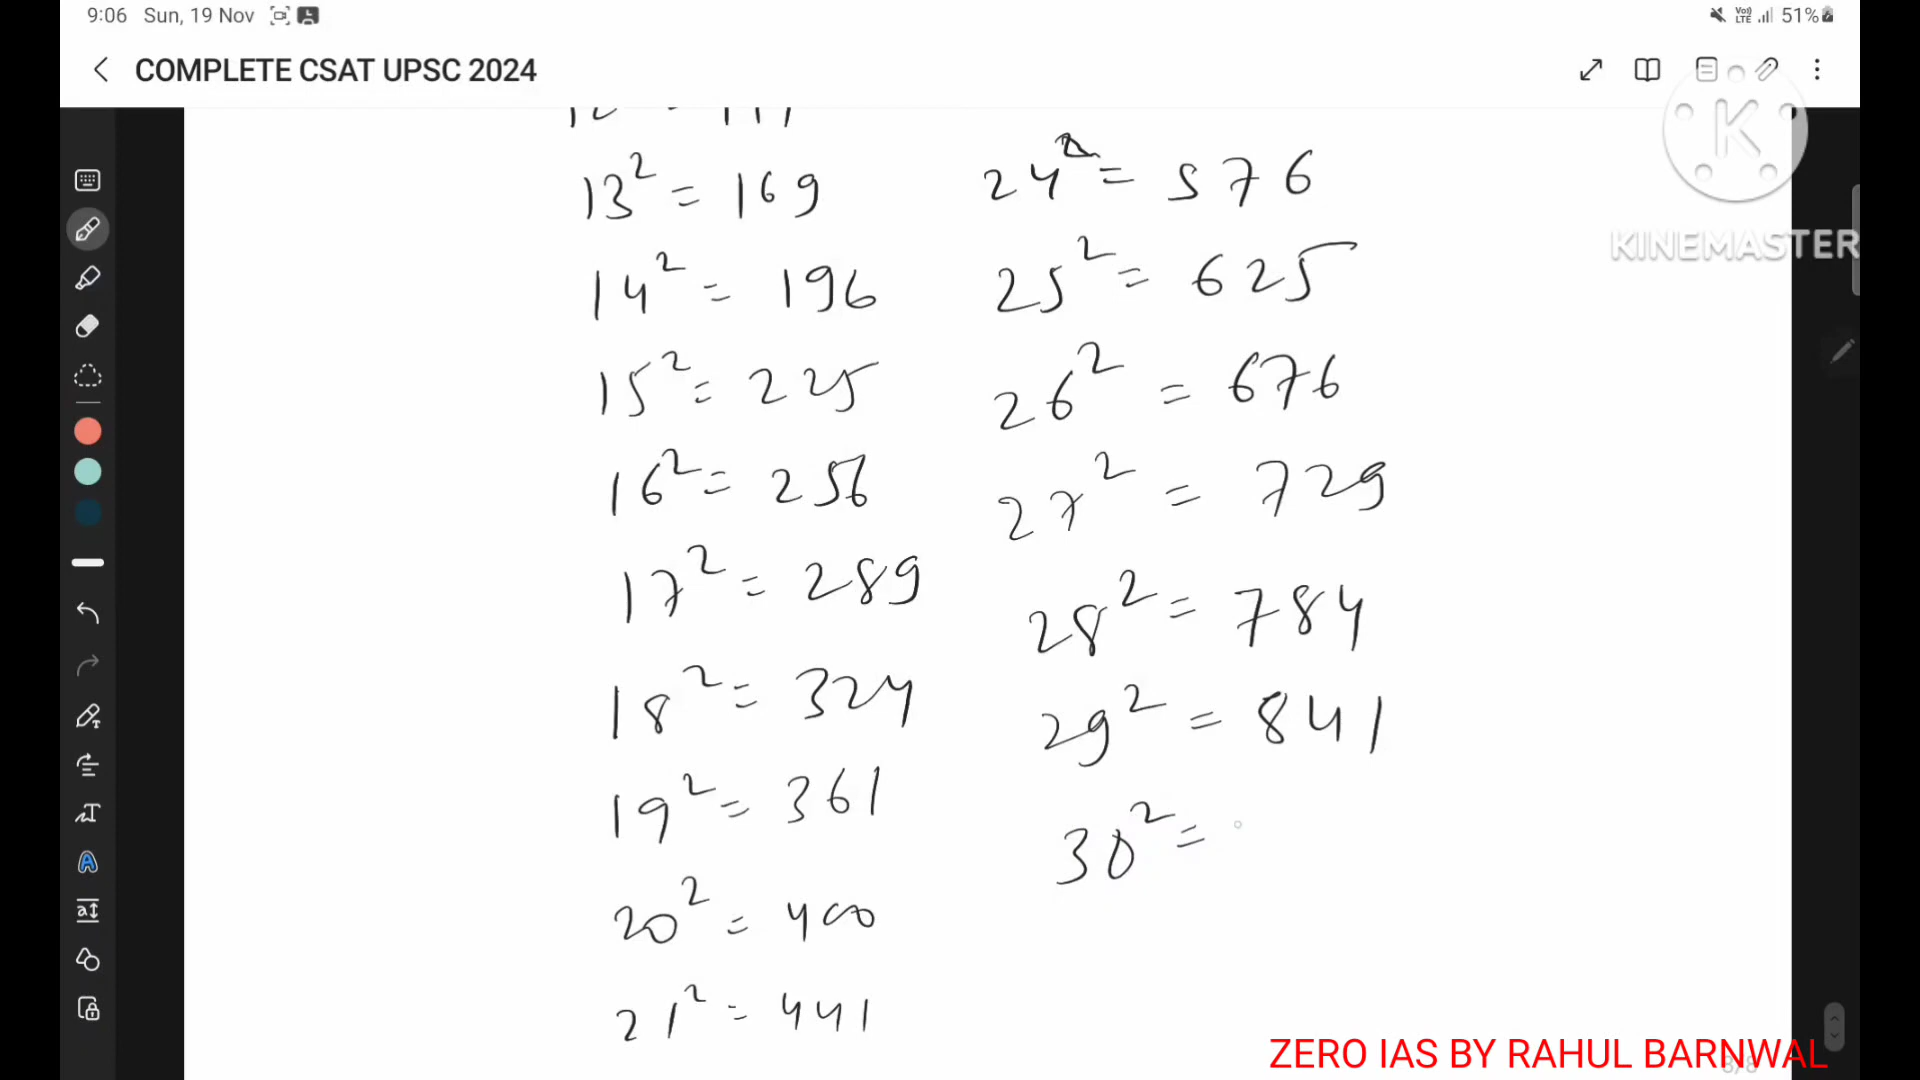 9:06 Sun, 19 Nov
51%
COMPLETE CSAT UPSC 2024
KINEMASTER
13² = 169
14² = 196
15² = 225
16² = 256
17² = 289
18² = 324
19² = 361
20² = 400
21² = 441
24² = 576
25² = 625
26² = 676
27² = 729
28² = 784
29² = 841
30² =
ZERO IAS BY RAHUL BARNWAL